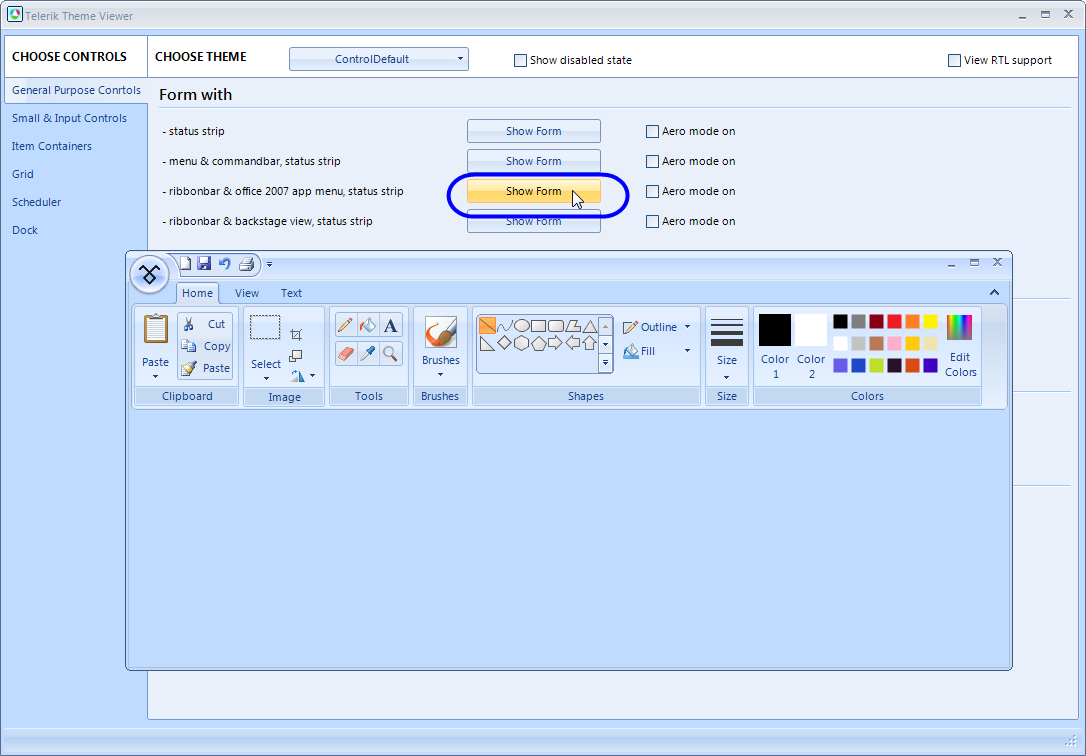 Telerik Theme Viewer
CHOOSE CONTROLS
CHOOSE THEME
ControlDefault
Show disabled state
View RTL support
General Purpose Conrtols
Small & Input Controls
Item Containers
Grid
Scheduler
Dock
Form with
- status strip
Show Form
Aero mode on
- menu & commandbar, status strip
Show Form
Aero mode on
- ribbonbar & office 2007 app menu, status strip
Show Form
Aero mode on
- ribbonbar & backstage view, status strip
Show Form
Aero mode on
Home
View
Text
Paste
Cut
Copy
Paste
Clipboard
Select
Image
A
Tools
Brushes
Brushes
Outline
Fill
Shapes
Size
Size
Color
1
Color
2
Edit
Colors
Colors